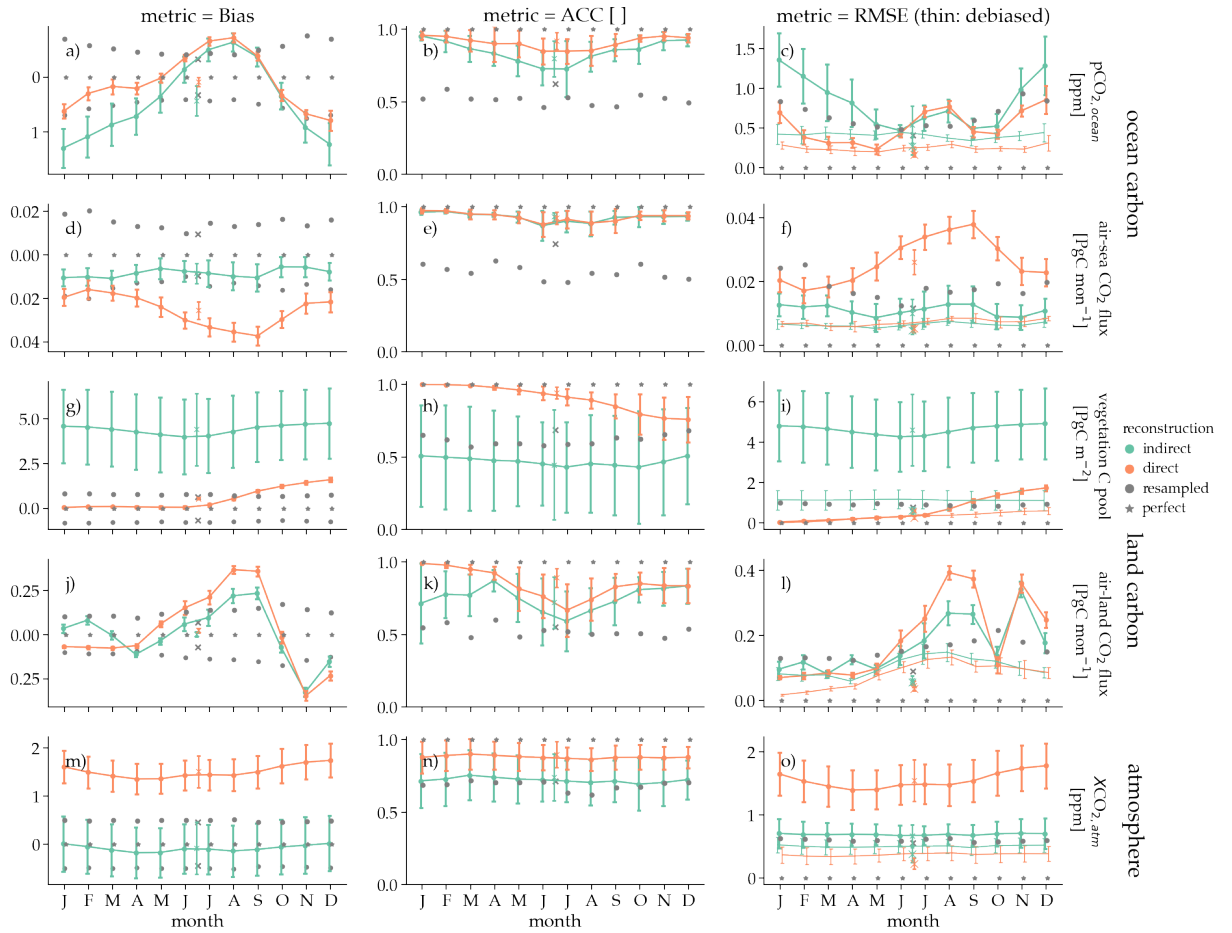 metric = Bias
metric = ACC [ ]
metric = RMSE (thin: debiased)
a)
0
1
b)
1.0
0.5
0.0
c)
1.5
1.0
0.5
0.0
pCO2,ocean
[ppm]
ocean carbon
d)
0.02
0.00
0.02
0.04
e)
1.0
0.5
0.0
f)
0.04
0.02
0.00
air-sea CO2 flux
[PgC mon−1]
g)
5.0
2.5
0.0
h)
1.0
0.5
0.0
i)
6
4
2
0
vegetation C pool
[PgC m−2]
reconstruction
indirect
direct
resampled
perfect
land carbon
j)
0.25
0.00
0.25
k)
1.0
0.5
0.0
l)
0.4
0.2
0.0
air-land CO2 flux
[PgC mon−1]
m)
2
1
0
n)
1.0
0.5
0.0
o)
2
1
0
XCO2,atm
[ppm]
atmosphere
J F M A M J J A S O N D
J F M A M J J A S O N D
J F M A M J J A S O N D
month
month
month